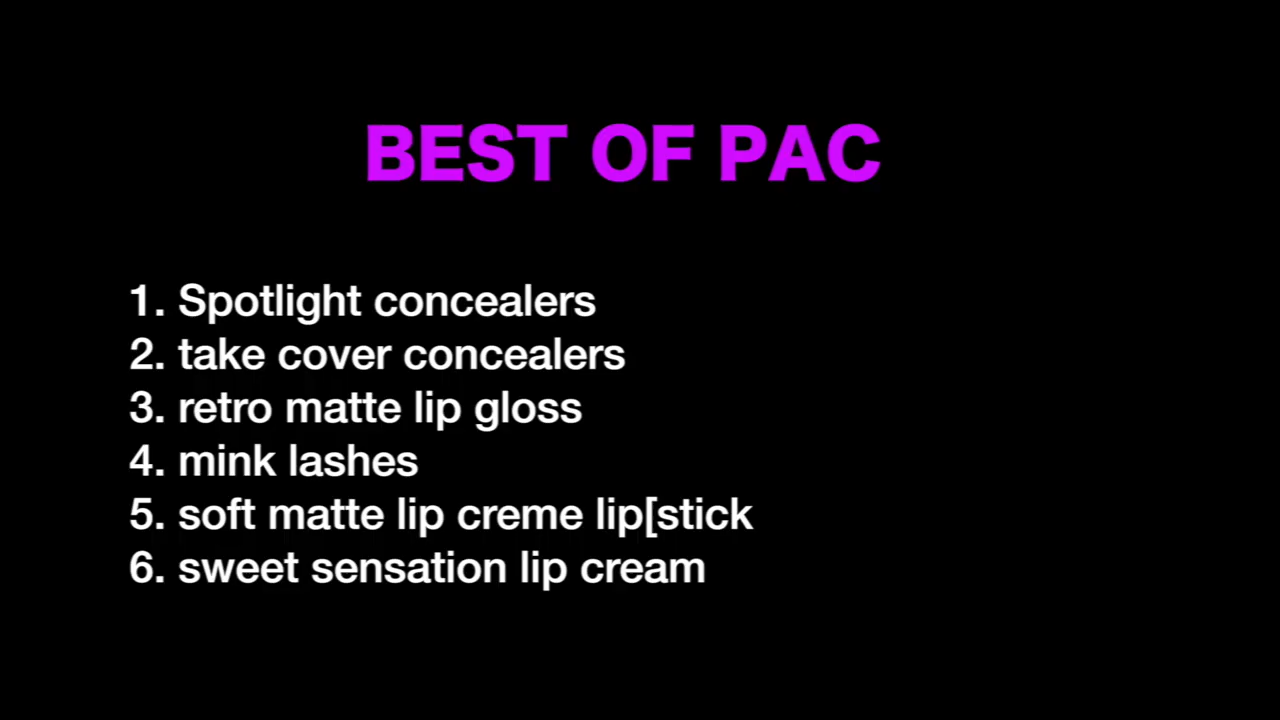 BEST OF PAC
1. Spotlight concealers
2. take cover concealers
3. retro matte lip gloss
4. mink lashes
5. soft matte lip creme lip[stick
6. sweet sensation lip cream